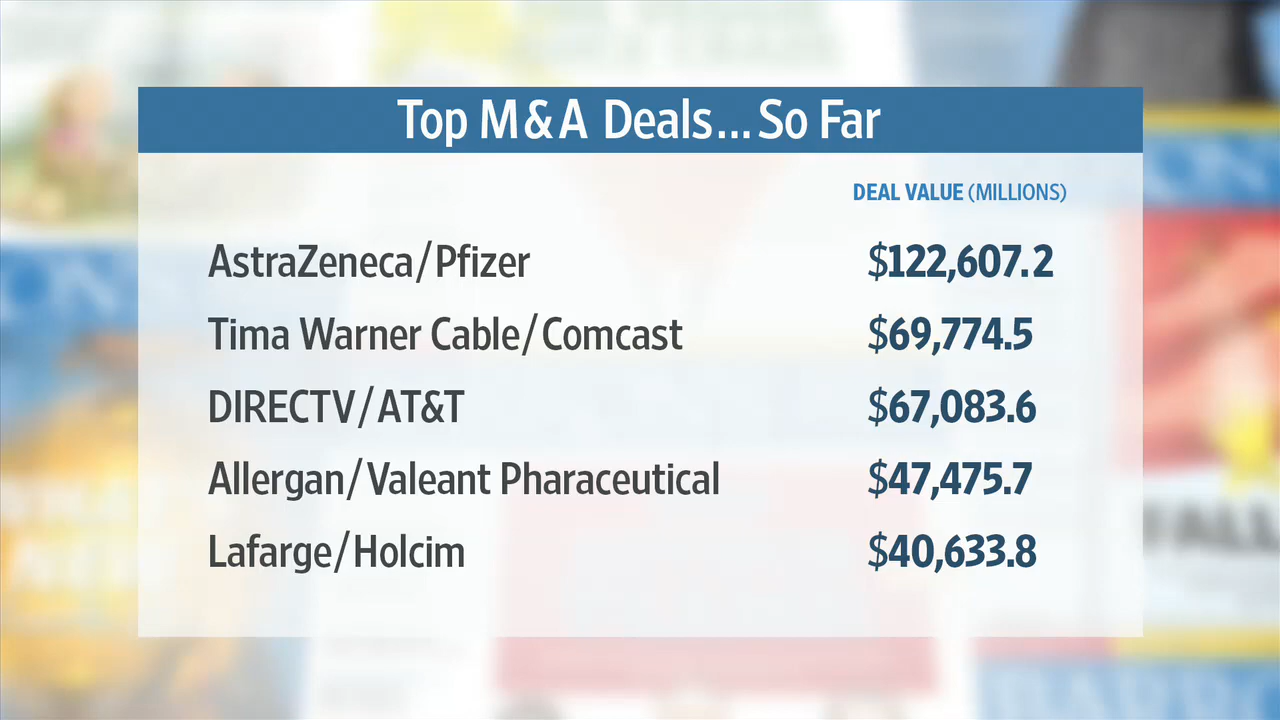 Top M&A Deals...So Far
DEAL VALUE (MILLIONS)
AstraZeneca/Pfizer $122,607.2
Tima Warner Cable/Comcast $69,774.5
DIRECTV/AT&T $67,083.6
Allergan/Valeant Pharaceutical $47,475.7
Lafarge/Holcim $40,633.8